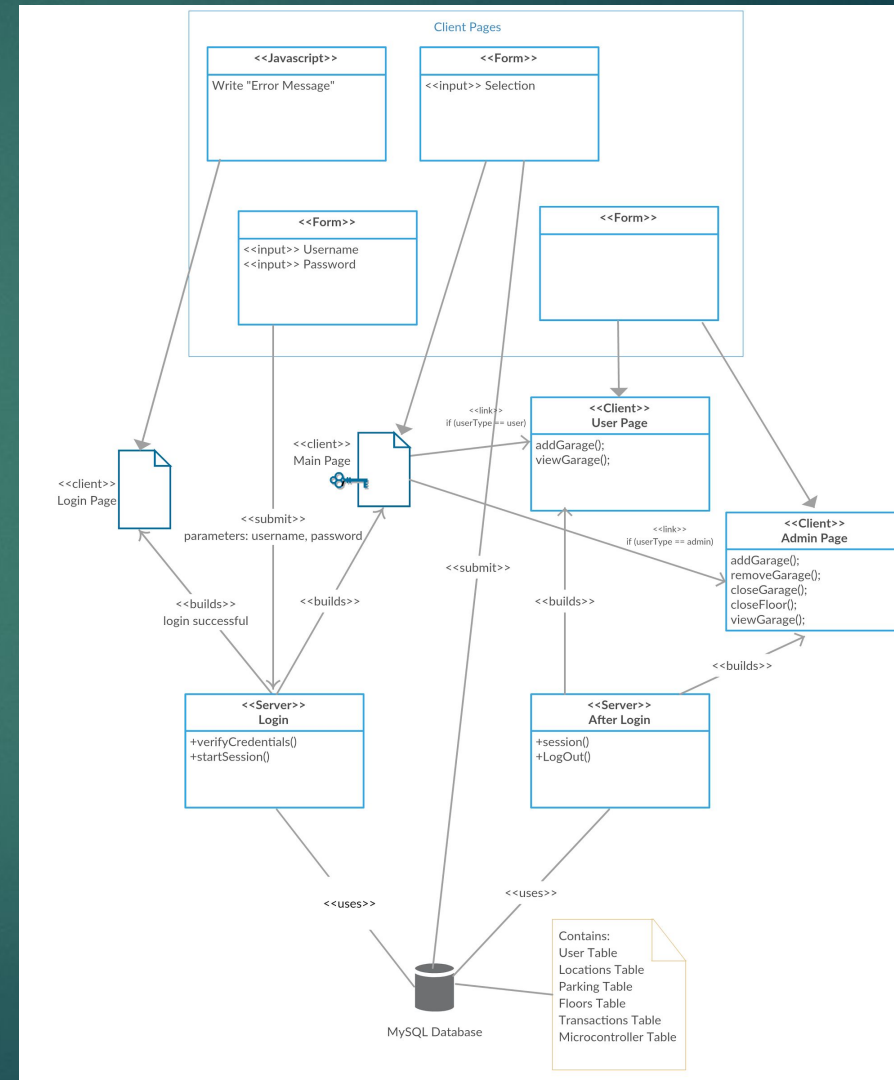 Client Pages
<<Javascript>>
Write "Error Message"
<<Form>>
<<input>> Selection
<<Form>>
<<input>> Username
<<input>> Password
<<Form>>
<<link>>
if (userType == user)
<<Client>>
User Page
addGarage();
viewGarage();
<<client>>
Main Page
<<client>>
Login Page
<<submit>>
parameters: username, password
<<link>>
if (userType == admin)
<<Client>>
Admin Page
addGarage();
removeGarage();
closeGarage();
closeFloor();
viewGarage();
<<submit>>
<<builds>>
login successful
<<builds>>
<<builds>>
<<builds>>
<<Server>>
Login
+verifyCredentials()
+startSession()
<<Server>>
After Login
+session()
+LogOut()
<<uses>>
<<uses>>
Contains:
User Table
Locations Table
Parking Table
Floors Table
Transactions Table
Microcontroller Table
MySQL Database